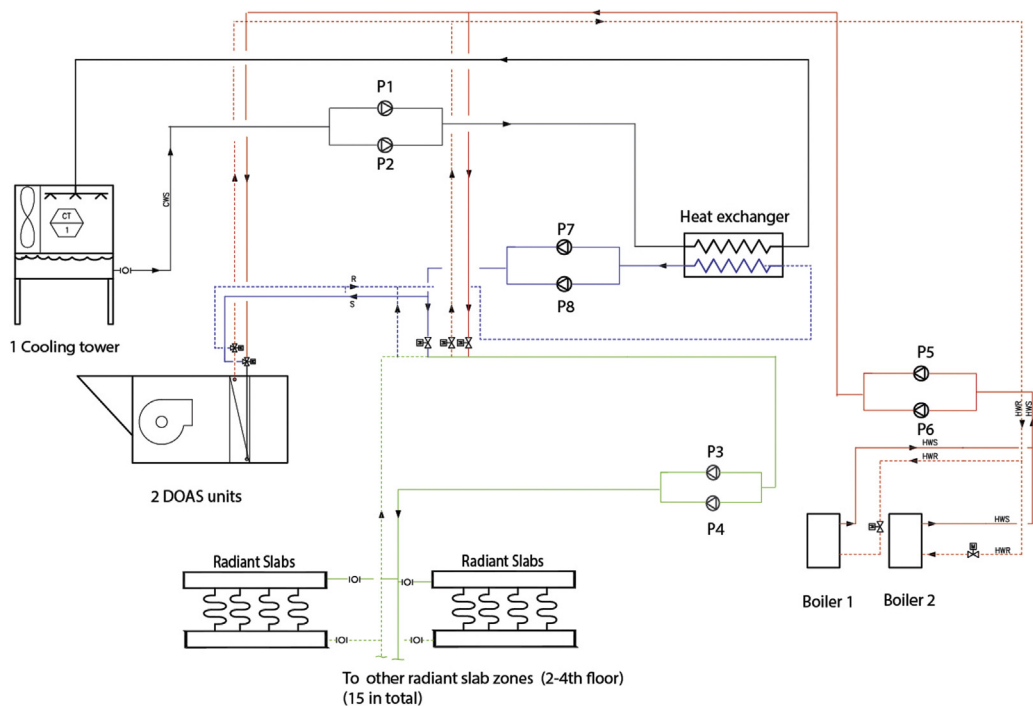 P1
P2
CWS
CT
1
Heat exchanger
P7
P8
R
S
1 Cooling tower
P5
P6
HWR
HWS
HWS
HWR
P3
P4
2 DOAS units
HWS
HWR
Radiant Slabs
Radiant Slabs
Boiler 1
Boiler 2
To other radiant slab zones (2-4th floor)
(15 in total)